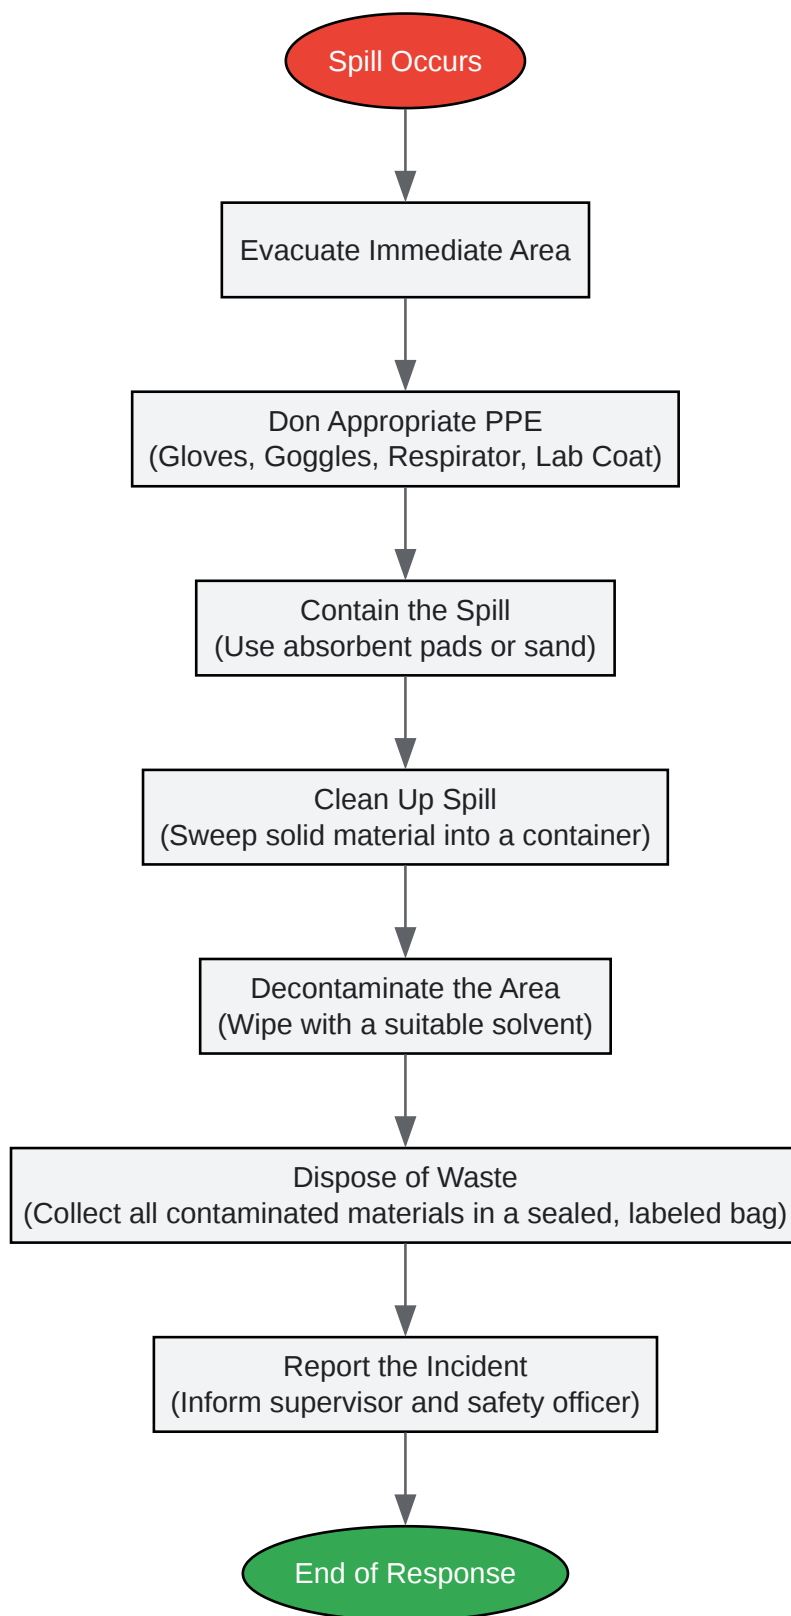 Spill Occurs
Evacuate Immediate Area
Don Appropriate PPE
(Gloves, Goggles, Respirator, Lab Coat)
Contain the Spill
(Use absorbent pads or sand)
Clean Up Spill
(Sweep solid material into a container)
Decontaminate the Area
(Wipe with a suitable solvent)
Dispose of Waste
(Collect all contaminated materials in a sealed, labeled bag)
Report the Incident
(Inform supervisor and safety officer)
End of Response